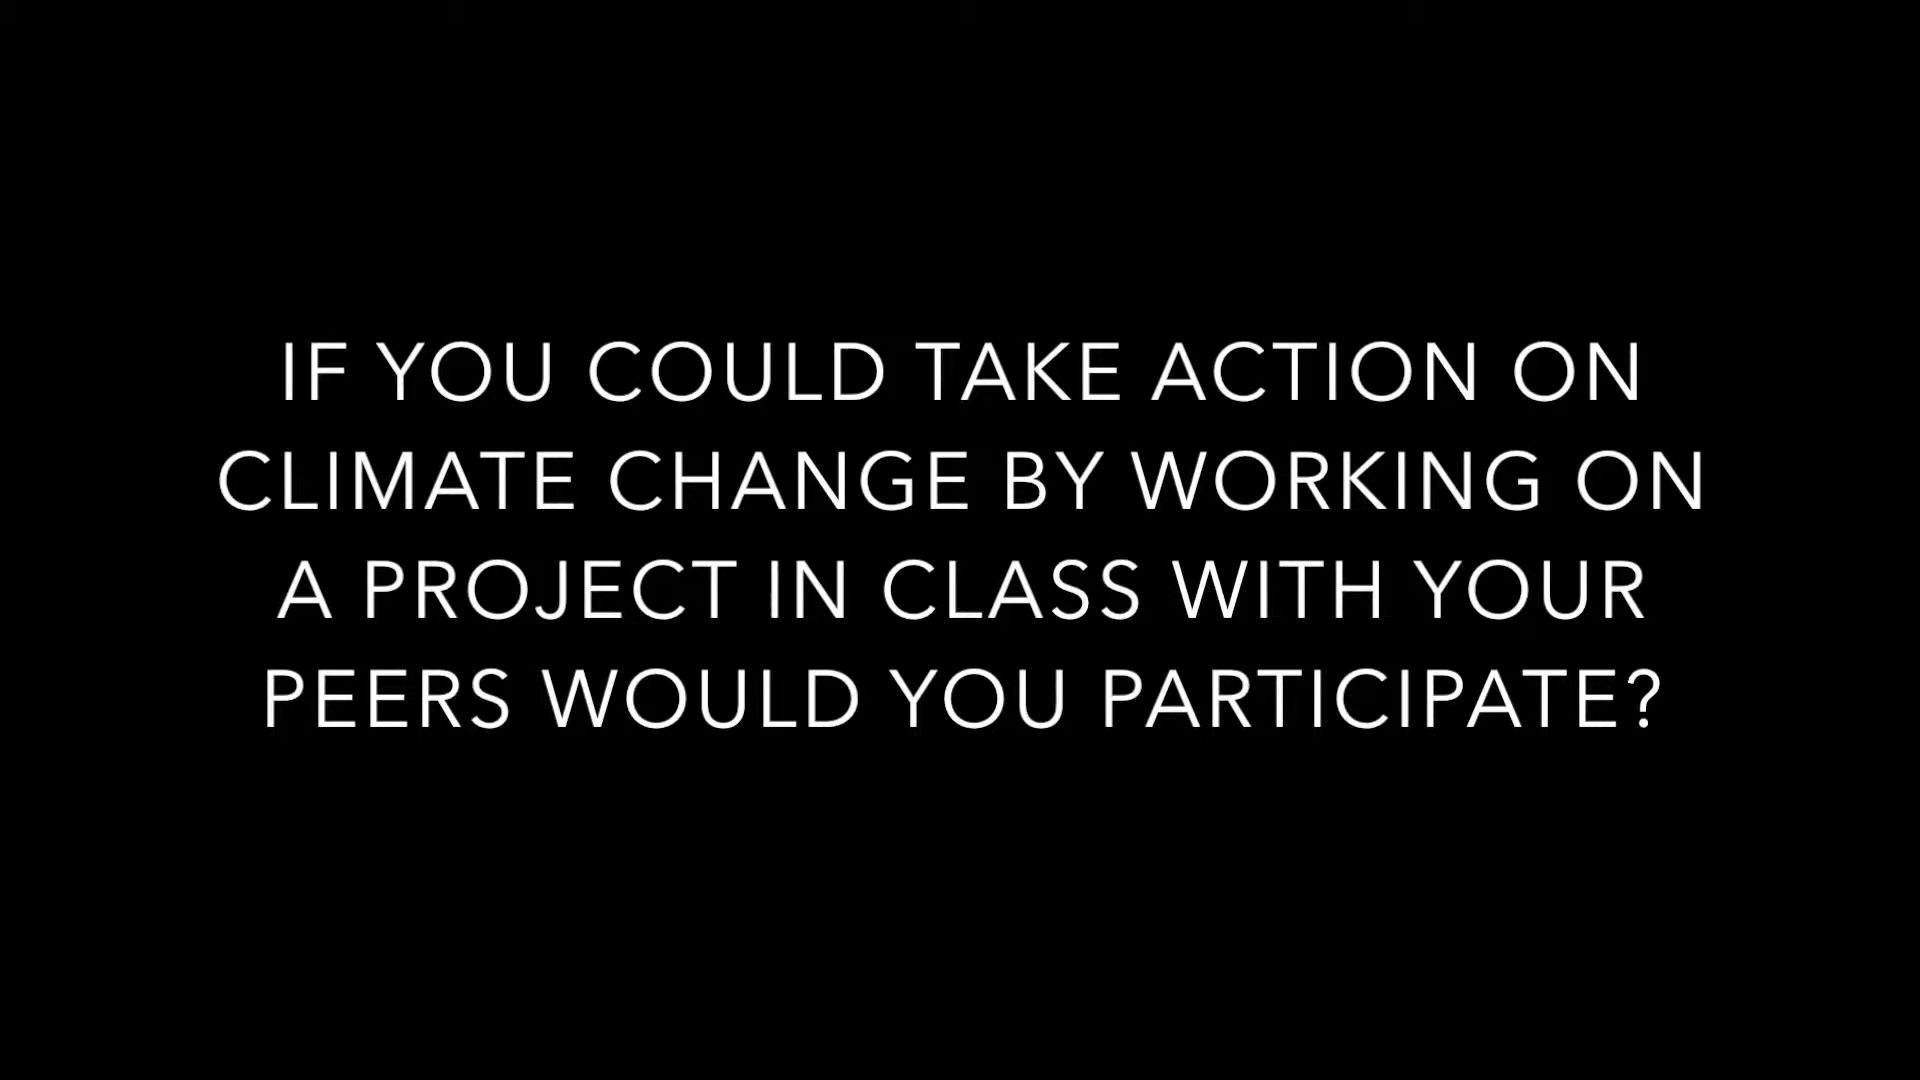 IF YOU COULD TAKE ACTION ON
CLIMATE CHANGE BY WORKING ON
A PROJECT IN CLASS WITH YOUR
PEERS WOULD YOU PARTICIPATE?